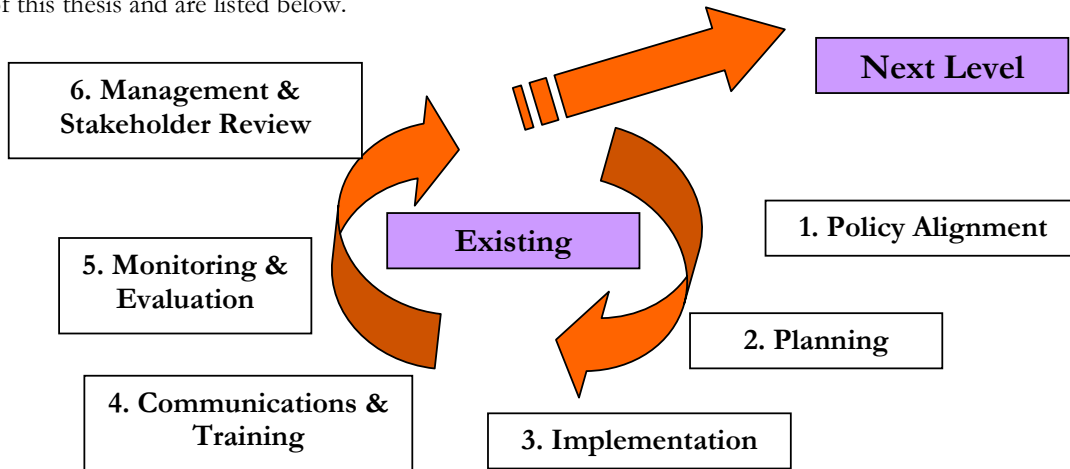 of this thesis and are listed below.
Next Level
6. Management &
Stakeholder Review
Existing
1. Policy Alignment
5. Monitoring &
Evaluation
2. Planning
4. Communications &
Training
3. Implementation